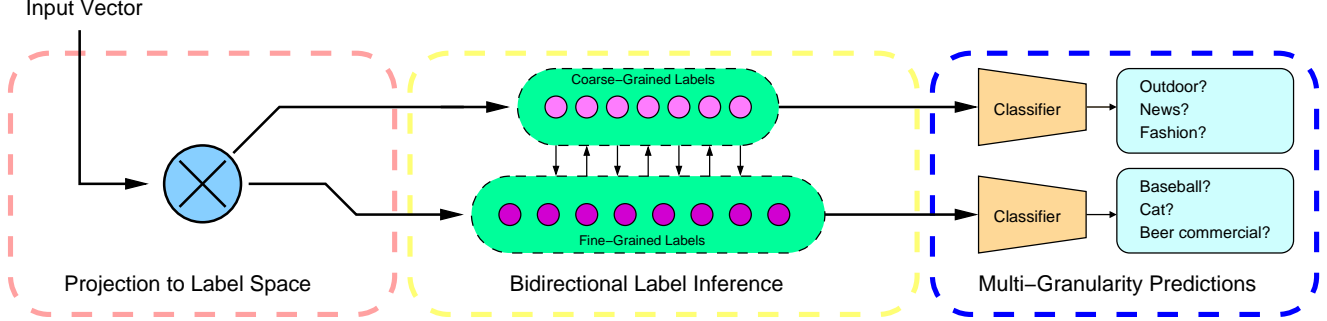 Input Vector
Coarse–Grained Labels
Fine–Grained Labels
Classifier
Outdoor?
News?
Fashion?
Classifier
Baseball?
Cat?
Beer commercial?
Projection to Label Space
Bidirectional Label Inference
Multi–Granularity Predictions